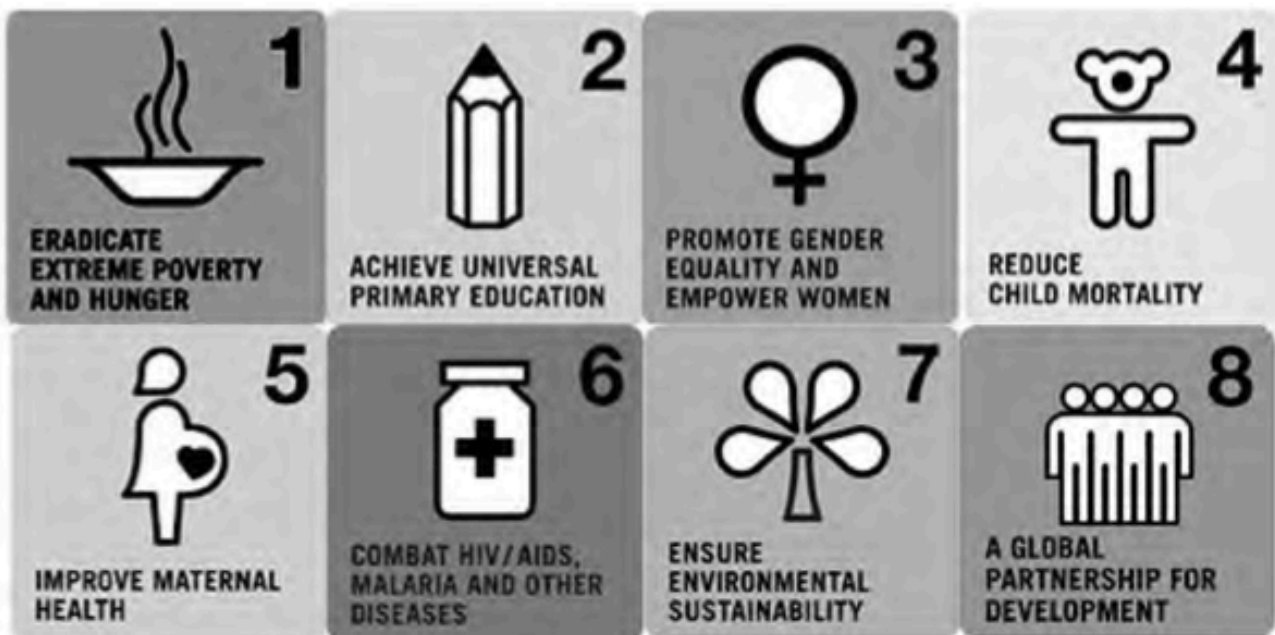 1
ERADICATE
EXTREME POVERTY
AND HUNGER
2
ACHIEVE UNIVERSAL
PRIMARY EDUCATION
3
PROMOTE GENDER
EQUALITY AND
EMPOWER WOMEN
4
REDUCE
CHILD MORTALITY
5
IMPROVE MATERNAL
HEALTH
6
COMBAT HIV/AIDS,
MALARIA AND OTHER
DISEASES
7
ENSURE
ENVIRONMENTAL
SUSTAINABILITY
8
A GLOBAL
PARTNERSHIP FOR
DEVELOPMENT